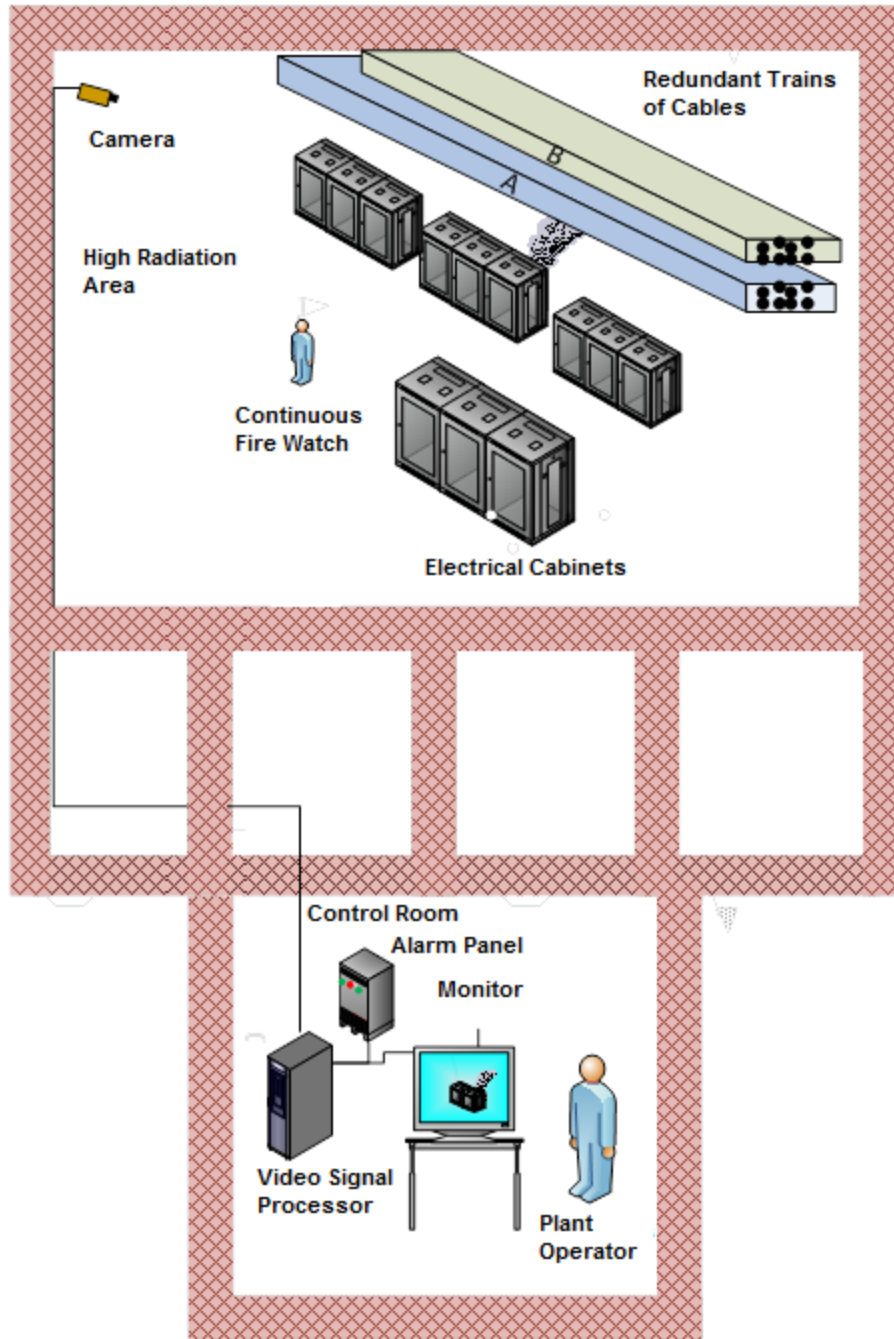 Redundant Trains
of Cables
Camera
B
A
High Radiation
Area
Continuous
Fire Watch
Electrical Cabinets
Control Room
Alarm Panel
Monitor
Video Signal
Processor
Plant
Operator